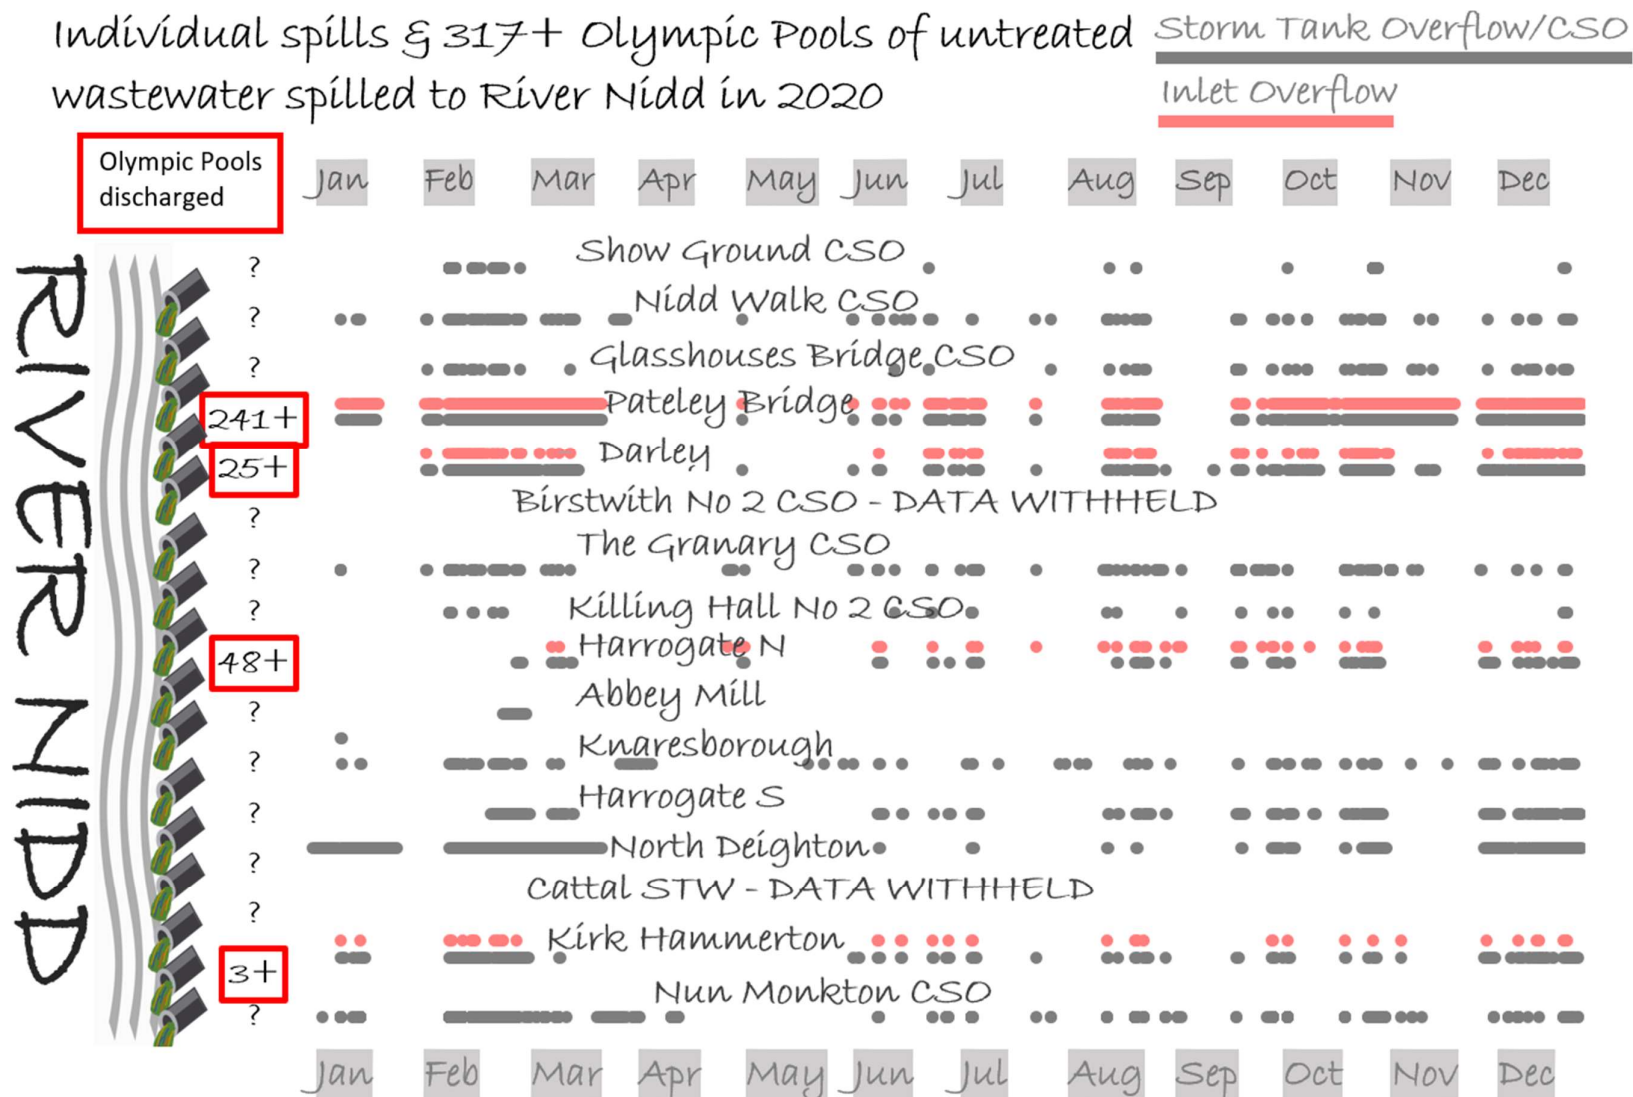 Individual spills & 317+ Olympic Pools of untreated
wastewater spilled to River Nidd in 2020
Storm Tank Overflow/CSO
Inlet Overflow
Olympic Pools
discharged
Jan Feb Mar Apr May Jun Jul Aug Sep Oct Nov Dec
RIVER NIDD
Show Ground CSO
?
Nidd Walk CSO
?
Glasshouses Bridge CSO
?
Pateley Bridge
241+
Darley
25+
Birstwith No 2 CSO - DATA WITHHELD
?
The Granary CSO
?
Killing Hall No 2 CSO
?
Harrogate N
48+
Abbey Mill
?
Knaresborough
?
Harrogate S
?
North Deighton
?
Cattal STW - DATA WITHHELD
?
Kirk Hammerton
3+
Nun Monkton CSO
?
Jan Feb Mar Apr May Jun Jul Aug Sep Oct Nov Dec